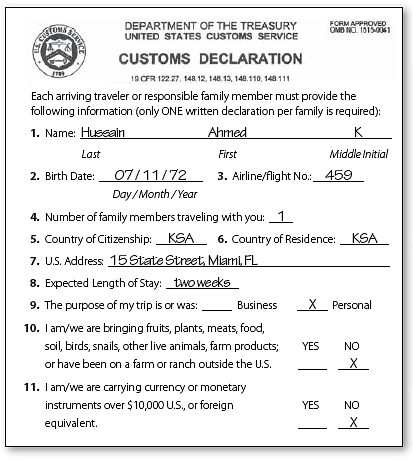 DEPARTMENT OF THE TREASURY
UNITED STATES CUSTOMS SERVICE
FORM APPROVED
OMB NO. 1515-0041
U.S. CUSTOMS SERVICE
1789
CUSTOMS DECLARATION
19 CFR 122.27, 148.12, 148.13, 148.110, 148.111
Each arriving traveler or responsible family member must provide the
following information (only ONE written declaration per family is required):
1. Name: Hussain Ahmed K
Last First Middle Initial
2. Birth Date: 07/11/72 3. Airline/flight No.: 459
Day / Month / Year
4. Number of family members traveling with you: 1
5. Country of Citizenship: KSA 6. Country of Residence: KSA
7. U.S. Address: 15 State Street, Miami, FL
8. Expected Length of Stay: two weeks
9. The purpose of my trip is or was: Business X Personal
10. I am/we are bringing fruits, plants, meats, food,
soil, birds, snails, other live animals, farm products; YES NO
or have been on a farm or ranch outside the U.S. X
11. I am/we are carrying currency or monetary
instruments over $10,000 U.S., or foreign YES NO
equivalent. X